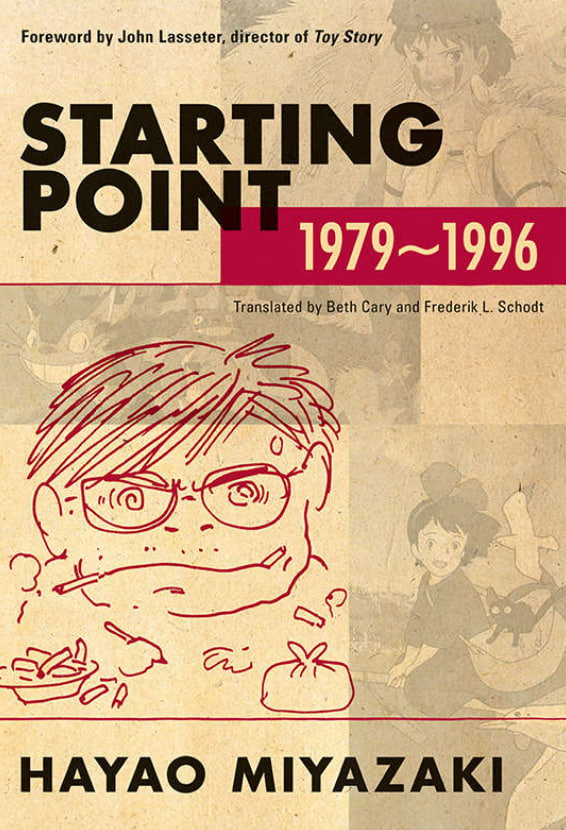 Foreword by John Lasseter, director of Toy Story
STARTING
POINT
1979~1996
Translated by Beth Cary and Frederik L. Schodt
HAYAO MIYAZAKI